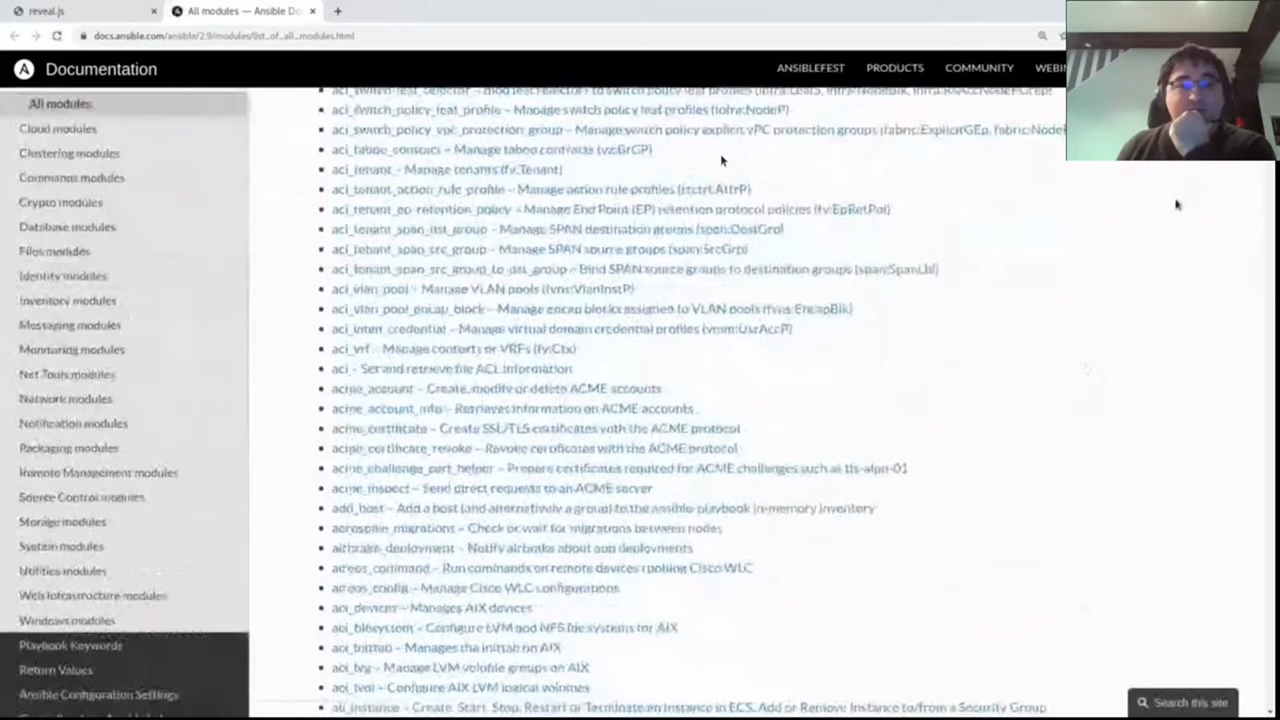 reveal.js
All modules — Ansible Do
docs.ansible.com/ansible/2.9/modules/list_of_all_modules.html
Documentation
ANSIBLEFEST PRODUCTS COMMUNITY WEBIN
All modules
Cloud modules
Clustering modules
Commands modules
Crypto modules
Database modules
Files modules
Identity modules
Inventory modules
Messaging modules
Monitoring modules
Net Tools modules
Network modules
Notification modules
Packaging modules
Remote Management modules
Source Control modules
Storage modules
System modules
Utilities modules
Web Infrastructure modules
Windows modules
Playbook Keywords
Return Values
Ansible Configuration Settings
aci_switch_policy_leaf_profile – Manage switch policy leaf profiles (infra:NodeP)
aci_switch_policy_vpc_protection_group – Manage switch policy explicit vPC protection groups (fabric:ExplicitGEp, fabric:NodeP
Manage taboo contracts (vz:BrCP)
aci_tenant – Manage tenants (fv:Tenant)
aci_tenant_action_rule_profile – Manage action rule profiles (rtctrl:AttrP)
aci_tenant_ep_retention_policy – Manage End Point (EP) retention protocol policies (fv:EpRetPol)
aci_tenant_span_dst_group – Manage SPAN destination groups (span:DestGrp)
aci_tenant_span_src_group – Manage SPAN source groups (span:SrcGrp)
aci_tenant_span_src_group_to_dst_group – Bind SPAN source groups to destination groups (span:SpanLbl)
aci_vlan_pool – Manage VLAN pools (fvns:VlanInstP)
aci_vlan_pool_encap_block – Manage encap blocks assigned to VLAN pools (fvns:EncapBlk)
Manage virtual domain credential profiles (vmm:UsrAccP)
aci_vrf – Manage contexts or VRFs (fv:Ctx)
Set and retrieve file ACL information
acme_account – Create, modify or delete ACME accounts
acme_account_info – Retrieves information on ACME accounts
acme_certificate – Create SSL/TLS certificates with the ACME protocol
acme_certificate_revoke – Revoke certificates with the ACME protocol
acme_challenge_cert_helper – Prepare certificates required for ACME challenges such as tls-alpn-01
acme_inspect – Send direct requests to an ACME server
add_host – Add a host (and alternatively a group) to the ansible-playbook in-memory inventory
aerospike_migrations – Check or wait for migrations between nodes
airbrake_deployment – Notify airbrake about app deployments
Run commands on remote devices running Cisco WLC
Manage Cisco WLC configurations
Manages AIX devices
Configure LVM and NFS file systems for AIX
Manages the inittab on AIX
Manage LVM volume groups on AIX
Configure AIX LVM logical volumes
ali_instance – Create, Start, Stop, Restart or Terminate an Instance in ECS. Add or Remove Instance to/from a Security Group
Search this site